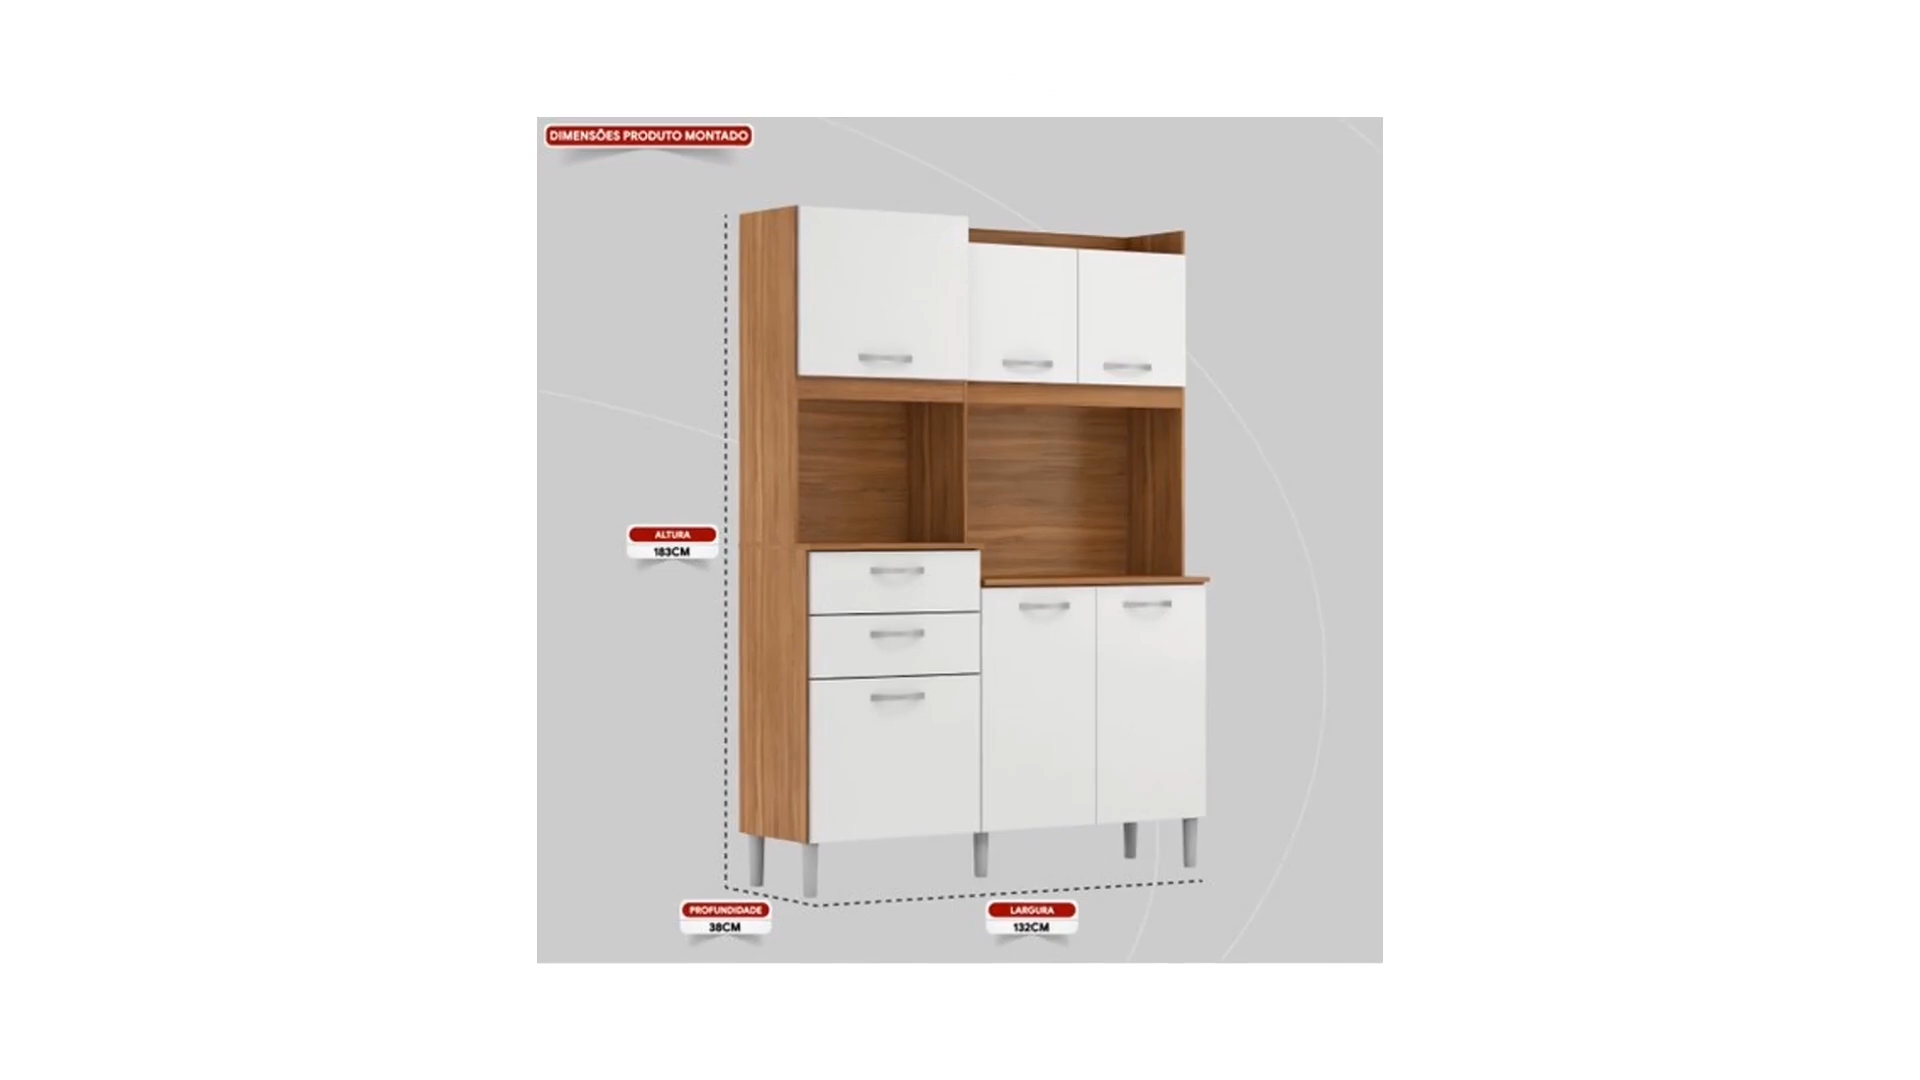 DIMENSÕES PRODUTO MONTADO
ALTURA
183CM
PROFUNDIDADE
38CM
LARGURA
132CM